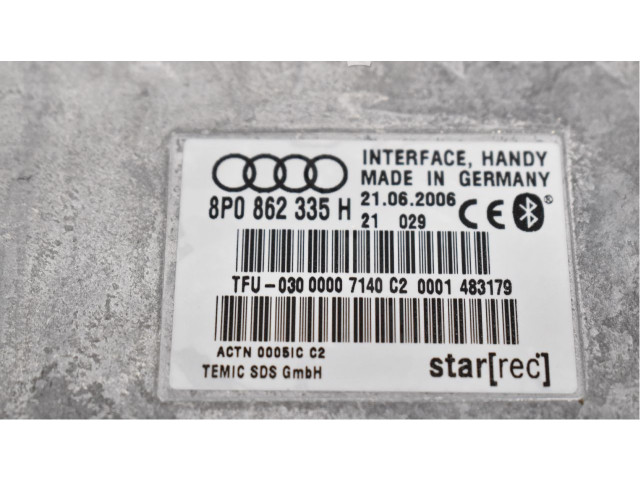 INTERFACE, HANDY
MADE IN GERMANY
8P0 862 335 H
21.06.2006
21 029
CE
®
TFU-030 0000 7140 C2 0001 483179
ACTN 0005IC C2
TEMIC SDS GmbH
star[rec]